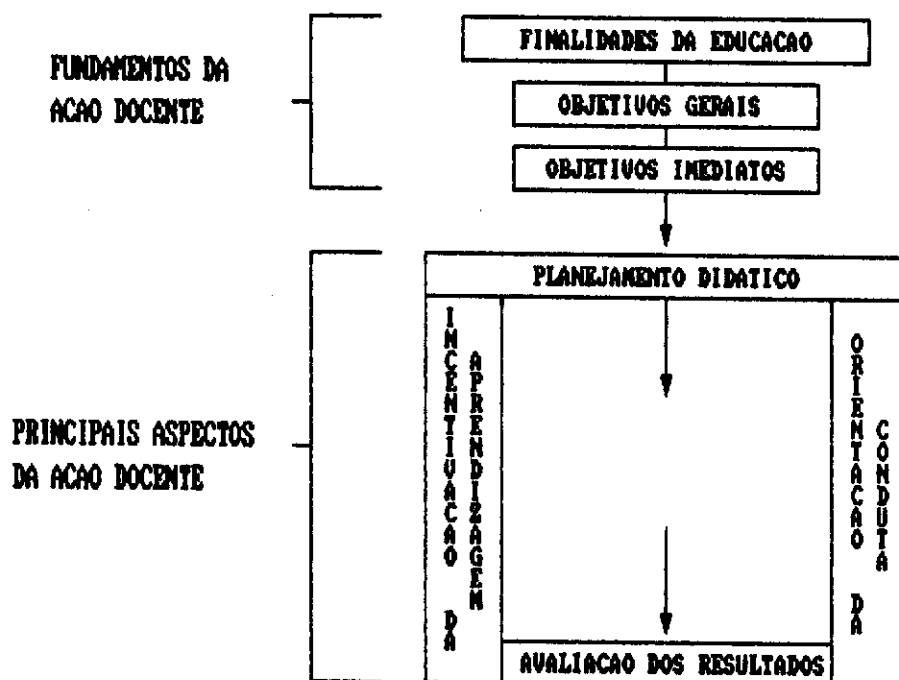 FUNDAMENTOS DA
ACAO DOCENTE
FINALIDADES DA EDUCACAO
OBJETIVOS GERAIS
OBJETIVOS IMEDIATOS
PRINCIPAIS ASPECTOS
DA ACAO DOCENTE
PLANEJAMENTO DIDATICO
INCENTIVACAO DA
APRENDIZAGEM
ORIENTACAO DA
CONDUTA
AVALIACAO DOS RESULTADOS